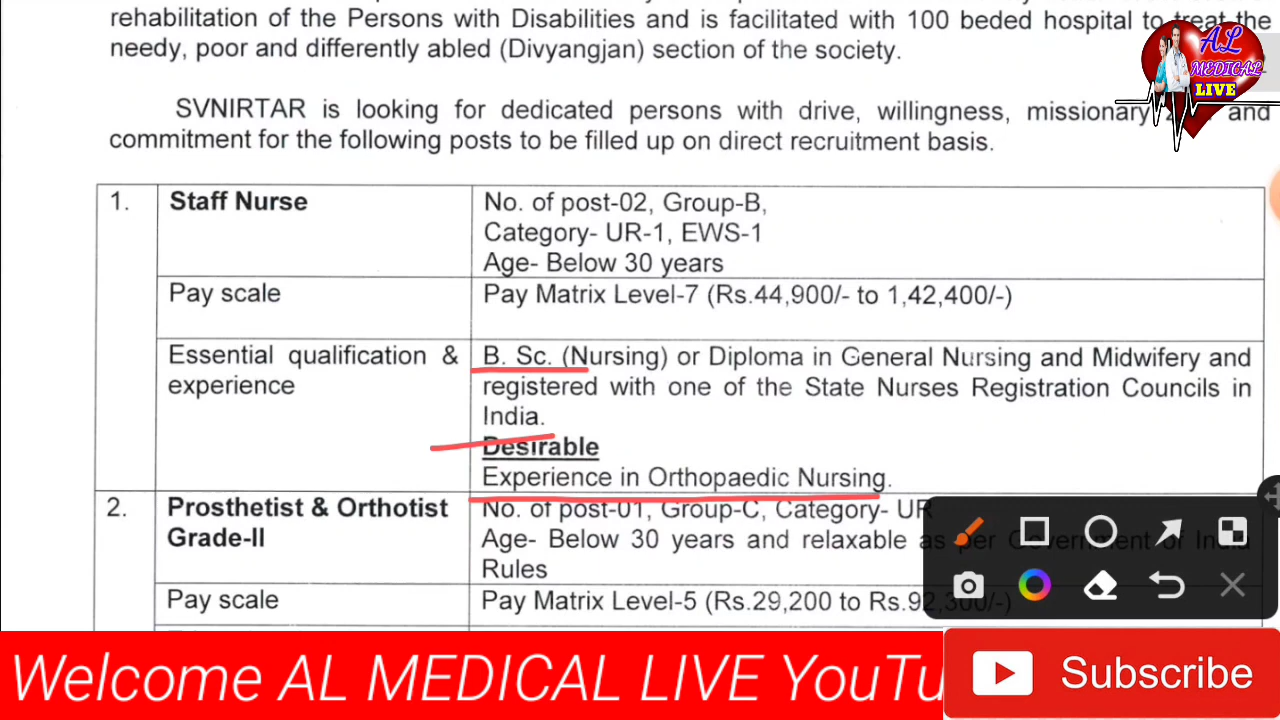 rehabilitation of the Persons with Disabilities and is facilitated with 100 beded hospital to treat the
needy, poor and differently abled (Divyangjan) section of the society.
AL
MEDICAL
LIVE
SVNIRTAR is looking for dedicated persons with drive, willingness, missionary and
commitment for the following posts to be filled up on direct recruitment basis.
1. Staff Nurse No. of post-02, Group-B,
Category- UR-1, EWS-1
Age- Below 30 years
Pay scale Pay Matrix Level-7 (Rs.44,900/- to 1,42,400/-)
Essential qualification & B. Sc. (Nursing) or Diploma in General Nursing and Midwifery and
experience registered with one of the State Nurses Registration Councils in
India.
Desirable
Experience in Orthopaedic Nursing.
2. Prosthetist & Orthotist No. of post-01, Group-C, Category- UR
Grade-II Age- Below 30 years and relaxable as per Government of India
Rules
Pay scale Pay Matrix Level-5 (Rs.29,200 to Rs.92,300/-)
Welcome AL MEDICAL LIVE YouTu
Subscribe